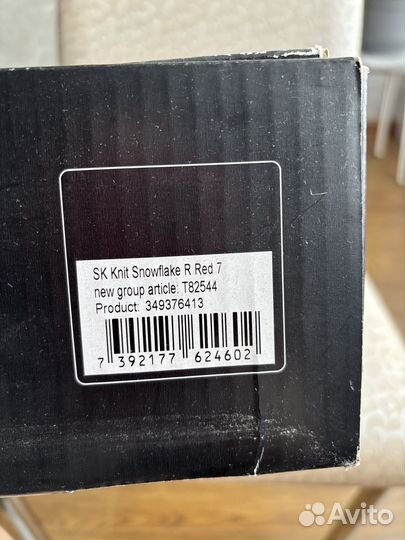 SK Knit Snowflake R Red 7
new group article: T82544
Product: 349376413
7 392177 624602
Avito